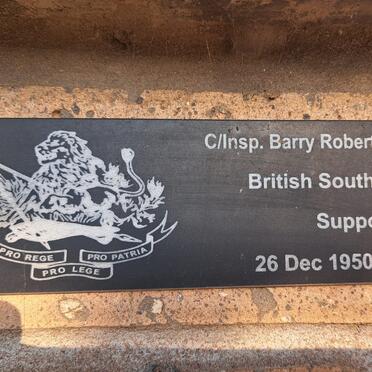 C/Insp. Barry Robert
British South
Suppo
26 Dec 1950
PRO REGE PRO PATRIA
PRO LEGE